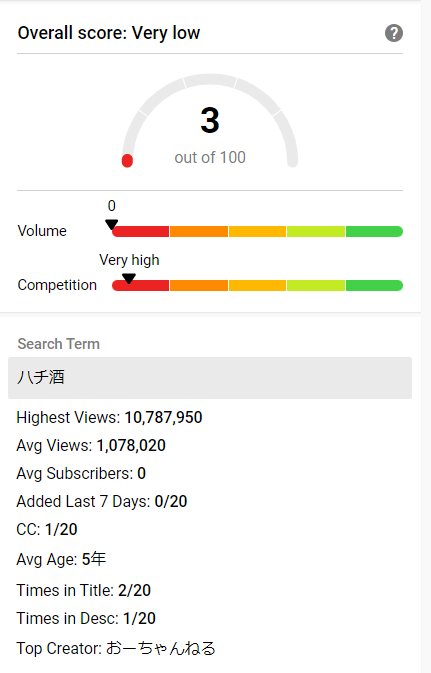 Overall score: Very low
?
3
out of 100
0
Volume
Very high
Competition
Search Term
ハチ酒
Highest Views: 10,787,950
Avg Views: 1,078,020
Avg Subscribers: 0
Added Last 7 Days: 0/20
CC: 1/20
Avg Age: 5年
Times in Title: 2/20
Times in Desc: 1/20
Top Creator: おーちゃんねる